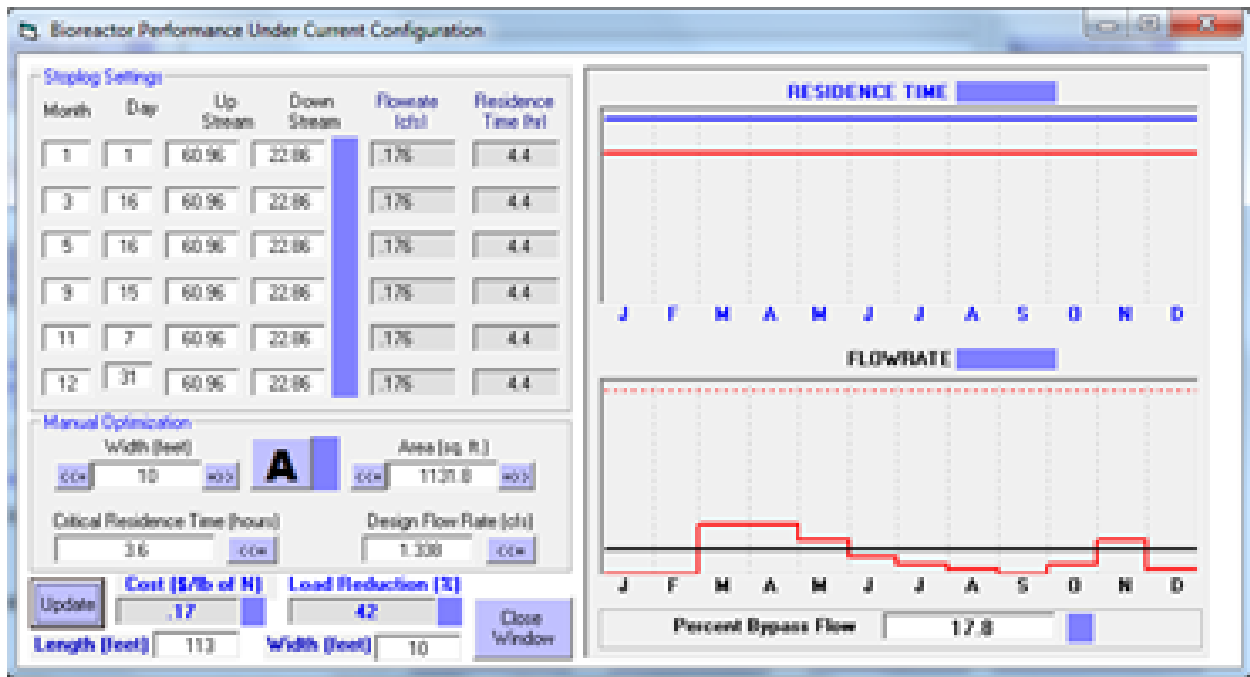 Bioreactor Performance Under Current Configuration
Stoplog Settings
Month Day Up Stream Down Stream Flowrate (cfs) Residence Time (hr)
1 1 60.96 22.86 .176 4.4
3 16 60.96 22.86 .176 4.4
5 16 60.96 22.86 .176 4.4
9 15 60.96 22.86 .176 4.4
11 7 60.96 22.86 .176 4.4
12 31 60.96 22.86 .176 4.4
Manual Optimization
Width (feet) Area (sq. ft.)
<<= 10 =>> A <<= 1131.8 =>>
Critical Residence Time (hours) Design Flow Rate (cfs)
3.6 <<= 1.338 <<=
Update Cost ($/lb of N) Load Reduction (%)
.17 42 Close Window
Length (feet) 113 Width (feet) 10
RESIDENCE TIME
J F M A M J J A S O N D
FLOWRATE
J F M A M J J A S O N D
Percent Bypass Flow 17.8